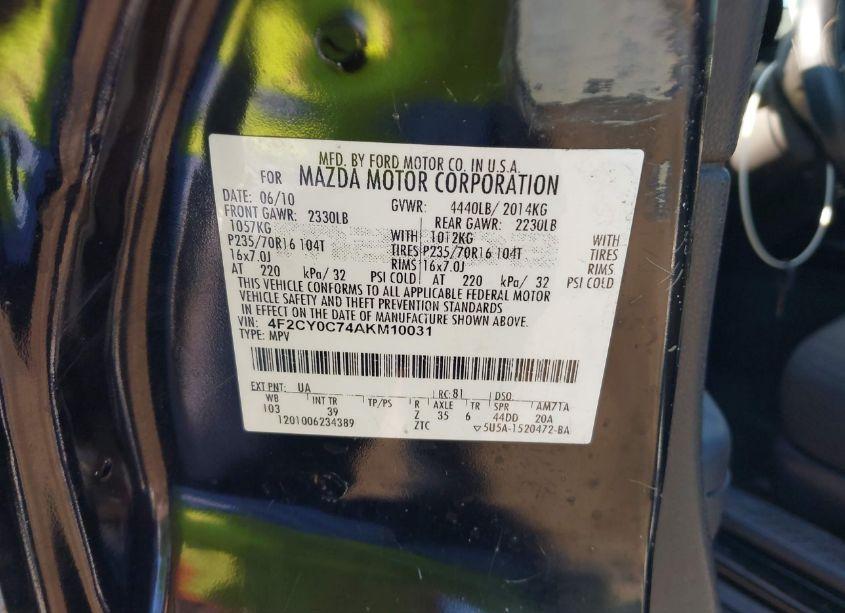 MFD. BY FORD MOTOR CO. IN U.S.A.
FOR MAZDA MOTOR CORPORATION
DATE: 06/10 GVWR: 4440LB/ 2014KG
FRONT GAWR: 2330LB REAR GAWR: 2230LB
1057KG WITH 1012KG WITH
P235/70R16 104T TIRES P235/70R16 104T TIRES
16x7.0J RIMS 16x7.0J RIMS
AT 220 kPa/ 32 PSI COLD AT 220 kPa/ 32 PSI COLD
THIS VEHICLE CONFORMS TO ALL APPLICABLE FEDERAL MOTOR
VEHICLE SAFETY AND THEFT PREVENTION STANDARDS
IN EFFECT ON THE DATE OF MANUFACTURE SHOWN ABOVE.
VIN: 4F2CY0C74AKM10031
TYPE: MPV
EXT PNT: UA RC: 81 DSO:
WB INT TR TP/PS R AXLE TR SPR AM7TA
103 39 Z 35 6 44DD 20A
1201006234389 ZTC 5U5A-1520472-BA